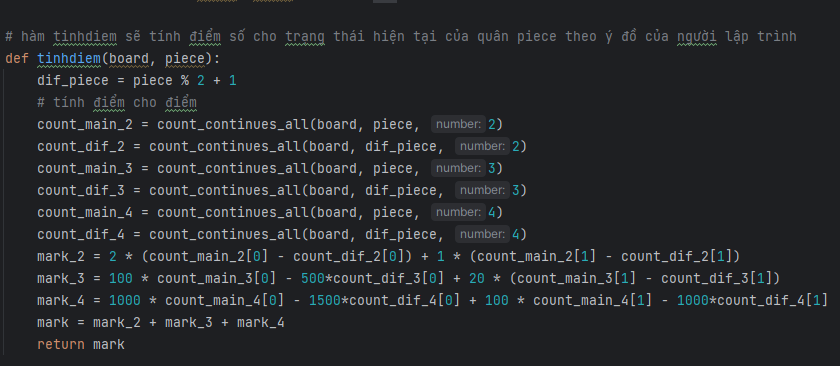 # hàm tinhdiem sẽ tính điểm số cho trạng thái hiện tại của quân piece theo ý đồ của người lập trình
def tinhdiem(board, piece):
dif_piece = piece % 2 + 1
# tính điểm cho điểm
count_main_2 = count_continues_all(board, piece, number: 2)
count_dif_2 = count_continues_all(board, dif_piece, number: 2)
count_main_3 = count_continues_all(board, piece, number: 3)
count_dif_3 = count_continues_all(board, dif_piece, number: 3)
count_main_4 = count_continues_all(board, piece, number: 4)
count_dif_4 = count_continues_all(board, dif_piece, number: 4)
mark_2 = 2 * (count_main_2[0] - count_dif_2[0]) + 1 * (count_main_2[1] - count_dif_2[1])
mark_3 = 100 * count_main_3[0] - 500*count_dif_3[0] + 20 * (count_main_3[1] - count_dif_3[1])
mark_4 = 1000 * count_main_4[0] - 1500*count_dif_4[0] + 100 * count_main_4[1] - 1000*count_dif_4[1]
mark = mark_2 + mark_3 + mark_4
return mark